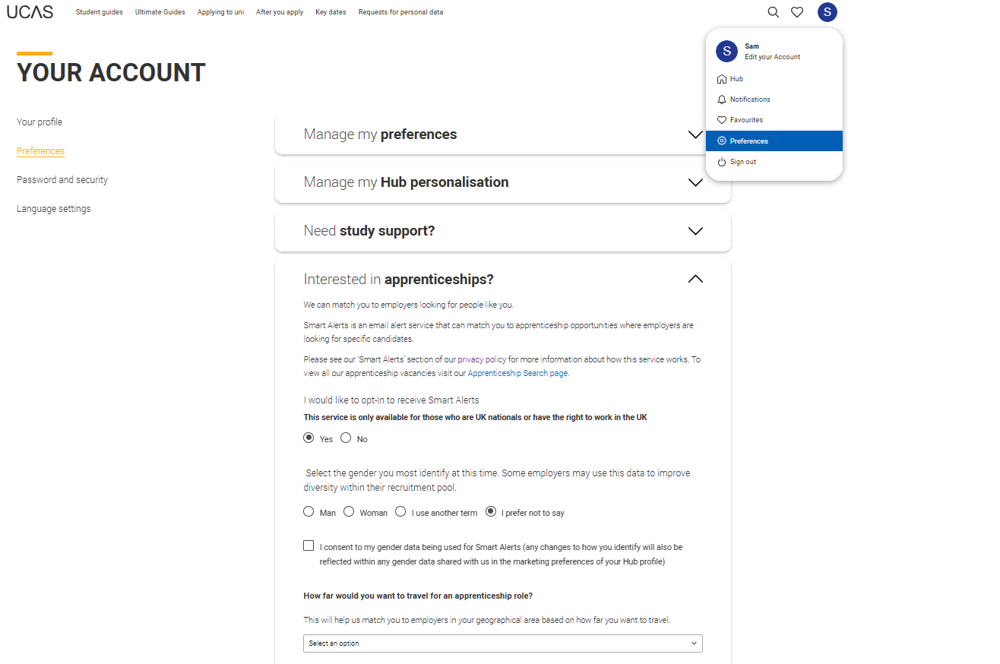 UCAS
Student guides Ultimate Guides Applying to uni After you apply Key dates Requests for personal data
S
S
Sam
Edit your Account
Hub
Notifications
Favourites
Preferences
Sign out
YOUR ACCOUNT
Your profile
Preferences
Password and security
Language settings
Manage my preferences
Manage my Hub personalisation
Need study support?
Interested in apprenticeships?
We can match you to employers looking for people like you.
Smart Alerts is an email alert service that can match you to apprenticeship opportunities where employers are
looking for specific candidates.
Please see our 'Smart Alerts' section of our privacy policy for more information about how this service works. To
view all our apprenticeship vacancies visit our Apprenticeship Search page.
I would like to opt-in to receive Smart Alerts
This service is only available for those who are UK nationals or have the right to work in the UK
Yes No
Select the gender you most identify at this time. Some employers may use this data to improve
diversity within their recruitment pool.
Man Woman I use another term I prefer not to say
I consent to my gender data being used for Smart Alerts (any changes to how you identify will also be
reflected within any gender data shared with us in the marketing preferences of your Hub profile)
How far would you want to travel for an apprenticeship role?
This will help us match you to employers in your geographical area based on how far you want to travel.
Select an option